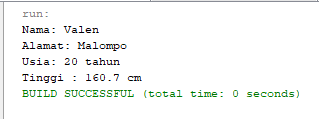 run:
Nama: Valen
Alamat: Malompo
Usia: 20 tahun
Tinggi : 160.7 cm
BUILD SUCCESSFUL (total time: 0 seconds)